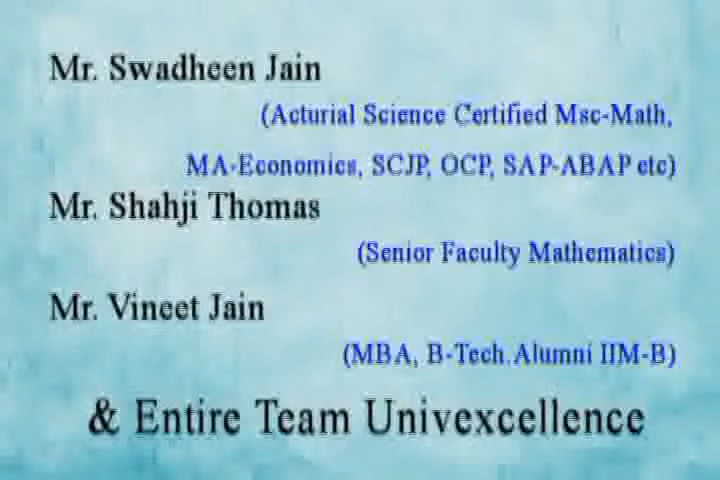 Mr. Swadheen Jain
(Acturial Science Certified Msc-Math,
MA-Economics, SCJP, OCP, SAP-ABAP etc)
Mr. Shahji Thomas
(Senior Faculty Mathematics)
Mr. Vineet Jain
(MBA, B-Tech.Alumni IIM-B)
& Entire Team Univexcellence